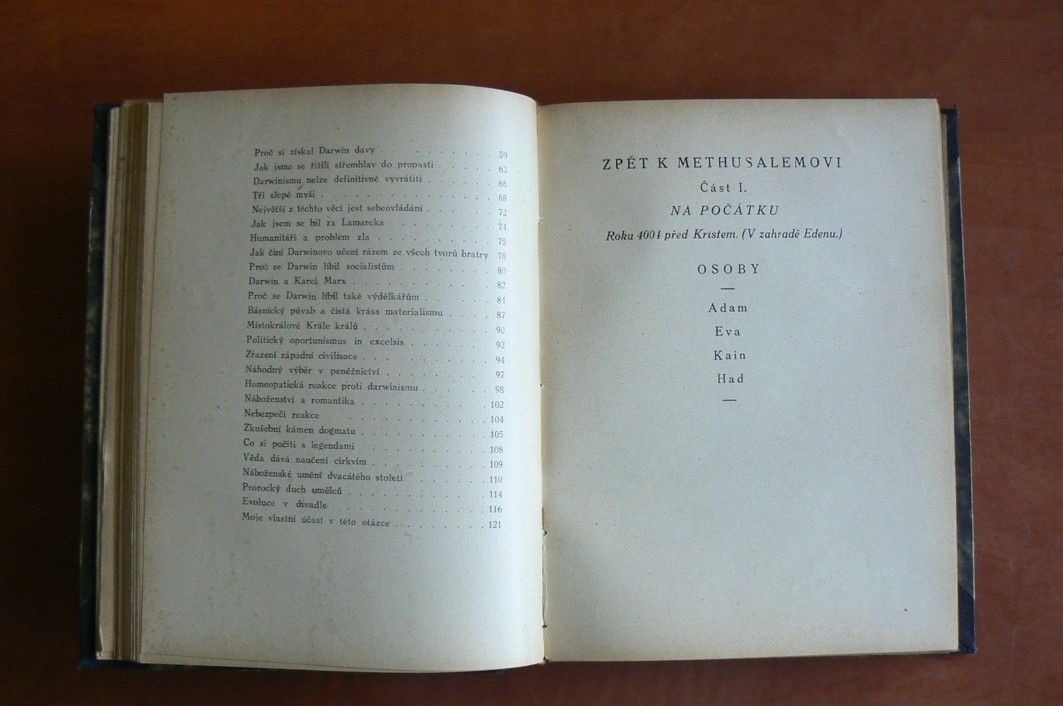 Proč si získal Darwin davy . . . . . . . . . . 59
Jak jsme se řítili střemhlav do propasti . . . . . 63
Darwinismu nelze definitivně vyvrátiti . . . . . . 66
Tři slepé myši . . . . . . . . . . . . . 68
Největší z těchto věcí jest sebeovládání . . . . . . 72
Jak jsem se bil za Lamarcka . . . . . . . . . 74
Humanitáři a problém zla . . . . . . . . . . 75
Jak činí Darwinovo učení rázem ze všech tvorů bratry 78
Proč se Darwin líbil socialistům . . . . . . . . 80
Darwin a Karel Marx . . . . . . . . . . . 82
Proč se Darwin líbil také výdělkářům . . . . . . 84
Básnický půvab a čistá krása materialismu . . . . 87
Místokrálové Krále králů . . . . . . . . . . 90
Politický oportunismus in excelsis . . . . . . . 93
Zrazení západní civilisace . . . . . . . . . . 94
Náhodný výběr v peněžnictví . . . . . . . . . 97
Homeopatická reakce proti darwinismu . . . . . . 98
Náboženství a romantika . . . . . . . . . . 102
Nebezpečí reakce . . . . . . . . . . . . 104
Zkušební kámen dogmatu . . . . . . . . . . 105
Co si počíti s legendami . . . . . . . . . . 108
Věda dává naučení církvím . . . . . . . . . 109
Náboženské umění dvacátého století . . . . . . . 110
Prorocký duch umělců . . . . . . . . . . . 114
Evoluce v divadle . . . . . . . . . . . . 116
Moje vlastní účast v této otázce . . . . . . . . 121
ZPĚT K METHUSALEMOVI
Část I.
NA POČÁTKU
Roku 4004 před Kristem. (V zahradě Edenu.)
OSOBY
Adam
Eva
Kain
Had